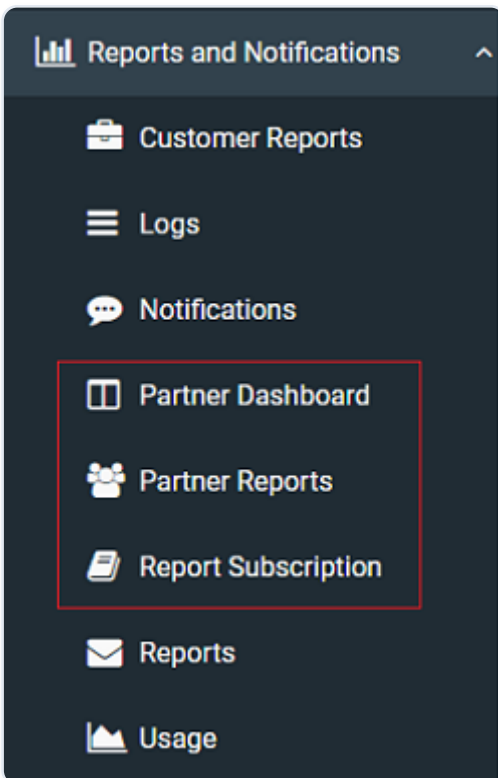 Reports and Notifications
Customer Reports
Logs
Notifications
Partner Dashboard
Partner Reports
Report Subscription
Reports
Usage